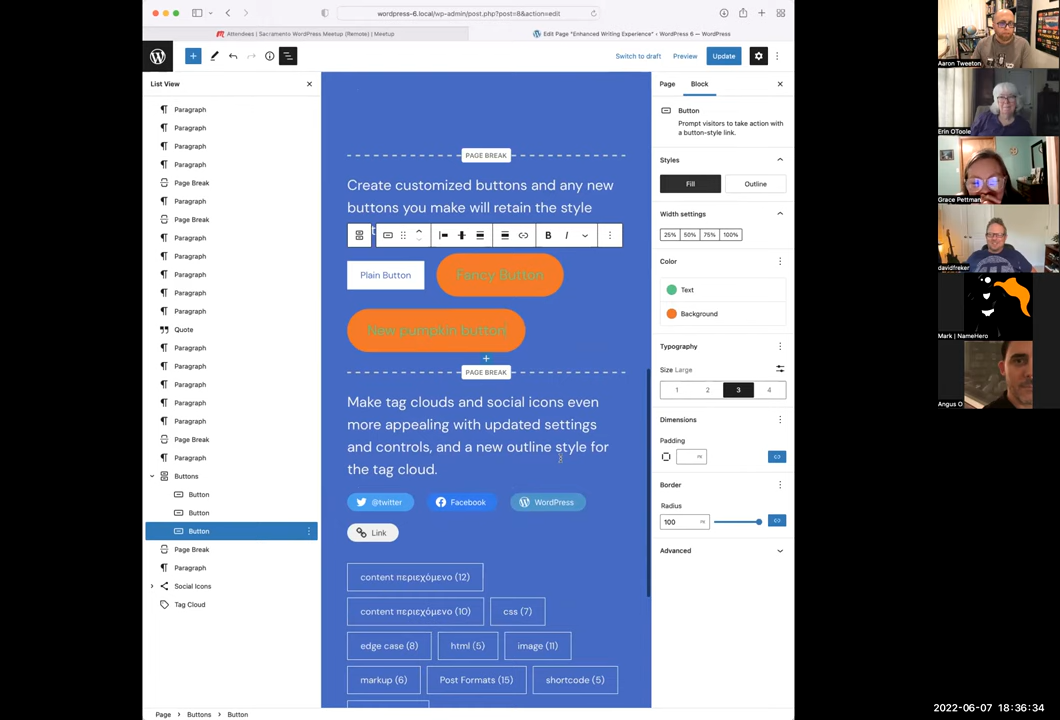 wordpress-6.local/wp-admin/post.php?post=8&action=edit
Attendees | Sacramento WordPress Meetup (Remote) | Meetup
Edit Page "Enhanced Writing Experience" ‹ WordPress 6 — WordPress
Switch to draft
Preview
Update
List View
Paragraph
Paragraph
Paragraph
Paragraph
Page Break
Paragraph
Page Break
Paragraph
Paragraph
Paragraph
Paragraph
Paragraph
Quote
Paragraph
Paragraph
Paragraph
Paragraph
Paragraph
Page Break
Paragraph
Buttons
Button
Button
Button
Page Break
Paragraph
Social Icons
Tag Cloud
Page
Buttons
Button
PAGE BREAK
Create customized buttons and any new
buttons you make will retain the style
B
I
Plain Button
Fancy Button
New pumpkin button!
PAGE BREAK
Make tag clouds and social icons even
more appealing with updated settings
and controls, and a new outline style for
the tag cloud.
@twitter
Facebook
WordPress
Link
content περιεχόμενο (12)
content περιεχόμενο (10)
css (7)
edge case (8)
html (5)
image (11)
markup (6)
Post Formats (15)
shortcode (5)
Page
Block
Button
Prompt visitors to take action with
a button-style link.
Styles
Fill
Outline
Width settings
25%
50%
75%
100%
Color
Text
Background
Typography
Size Large
1
2
3
4
Dimensions
Padding
PX
Border
Radius
100
PX
Advanced
Aaron Tweeton
Erin OToole
Grace Pettman
davidfreker
Mark | NameHero
Angus O
2022-06-07 18:36:34